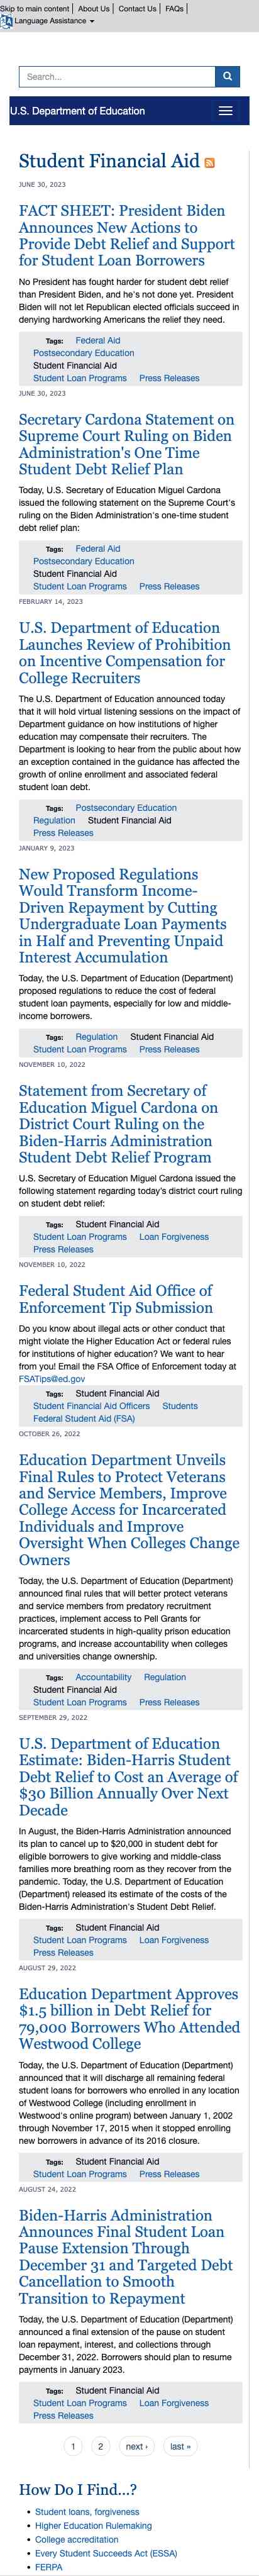 Skip to main content | About Us | Contact Us | FAQs |
Language Assistance
Search...
U.S. Department of Education
Student Financial Aid
JUNE 30, 2023
FACT SHEET: President Biden
Announces New Actions to
Provide Debt Relief and Support
for Student Loan Borrowers
No President has fought harder for student debt relief
than President Biden, and he's not done yet. President
Biden will not let Republican elected officials succeed in
denying hardworking Americans the relief they need.
Tags: Federal Aid
Postsecondary Education
Student Financial Aid
Student Loan Programs Press Releases
JUNE 30, 2023
Secretary Cardona Statement on
Supreme Court Ruling on Biden
Administration's One Time
Student Debt Relief Plan
Today, U.S. Secretary of Education Miguel Cardona
issued the following statement on the Supreme Court's
ruling on the Biden Administration's one-time student
debt relief plan:
Tags: Federal Aid
Postsecondary Education
Student Financial Aid
Student Loan Programs Press Releases
FEBRUARY 14, 2023
U.S. Department of Education
Launches Review of Prohibition
on Incentive Compensation for
College Recruiters
The U.S. Department of Education announced today
that it will hold virtual listening sessions on the impact of
Department guidance on how institutions of higher
education may compensate their recruiters. The
Department is looking to hear from the public about how
an exception contained in the guidance has affected the
growth of online enrollment and associated federal
student loan debt.
Tags: Postsecondary Education
Regulation Student Financial Aid
Press Releases
JANUARY 9, 2023
New Proposed Regulations
Would Transform Income-
Driven Repayment by Cutting
Undergraduate Loan Payments
in Half and Preventing Unpaid
Interest Accumulation
Today, the U.S. Department of Education (Department)
proposed regulations to reduce the cost of federal
student loan payments, especially for low and middle-
income borrowers.
Tags: Regulation Student Financial Aid
Student Loan Programs Press Releases
NOVEMBER 10, 2022
Statement from Secretary of
Education Miguel Cardona on
District Court Ruling on the
Biden-Harris Administration
Student Debt Relief Program
U.S. Secretary of Education Miguel Cardona issued the
following statement regarding today's district court ruling
on student debt relief:
Tags: Student Financial Aid
Student Loan Programs Loan Forgiveness
Press Releases
NOVEMBER 10, 2022
Federal Student Aid Office of
Enforcement Tip Submission
Do you know about illegal acts or other conduct that
might violate the Higher Education Act or federal rules
for institutions of higher education? We want to hear
from you! Email the FSA Office of Enforcement today at
FSATips@ed.gov
Tags: Student Financial Aid
Student Financial Aid Officers Students
Federal Student Aid (FSA)
OCTOBER 26, 2022
Education Department Unveils
Final Rules to Protect Veterans
and Service Members, Improve
College Access for Incarcerated
Individuals and Improve
Oversight When Colleges Change
Owners
Today, the U.S. Department of Education (Department)
announced final rules that will better protect veterans
and service members from predatory recruitment
practices, implement access to Pell Grants for
incarcerated students in high-quality prison education
programs, and increase accountability when colleges
and universities change ownership.
Tags: Accountability Regulation
Student Financial Aid
Student Loan Programs Press Releases
SEPTEMBER 29, 2022
U.S. Department of Education
Estimate: Biden-Harris Student
Debt Relief to Cost an Average of
$30 Billion Annually Over Next
Decade
In August, the Biden-Harris Administration announced
its plan to cancel up to $20,000 in student debt for
eligible borrowers to give working and middle-class
families more breathing room as they recover from the
pandemic. Today, the U.S. Department of Education
(Department) released its estimate of the costs of the
Biden-Harris Administration's Student Debt Relief.
Tags: Student Financial Aid
Student Loan Programs Loan Forgiveness
Press Releases
AUGUST 29, 2022
Education Department Approves
$1.5 billion in Debt Relief for
79,000 Borrowers Who Attended
Westwood College
Today, the U.S. Department of Education (Department)
announced that it will discharge all remaining federal
student loans for borrowers who enrolled in any location
of Westwood College (including enrollment in
Westwood's online program) between January 1, 2002
through November 17, 2015 when it stopped enrolling
new borrowers in advance of its 2016 closure.
Tags: Student Financial Aid
Student Loan Programs Press Releases
AUGUST 24, 2022
Biden-Harris Administration
Announces Final Student Loan
Pause Extension Through
December 31 and Targeted Debt
Cancellation to Smooth
Transition to Repayment
Today, the U.S. Department of Education (Department)
announced a final extension of the pause on student
loan repayment, interest, and collections through
December 31, 2022. Borrowers should plan to resume
payments in January 2023.
Tags: Student Financial Aid
Student Loan Programs Loan Forgiveness
Press Releases
1 2 next › last »
How Do I Find...?
• Student loans, forgiveness
• Higher Education Rulemaking
• College accreditation
• Every Student Succeeds Act (ESSA)
• FERPA